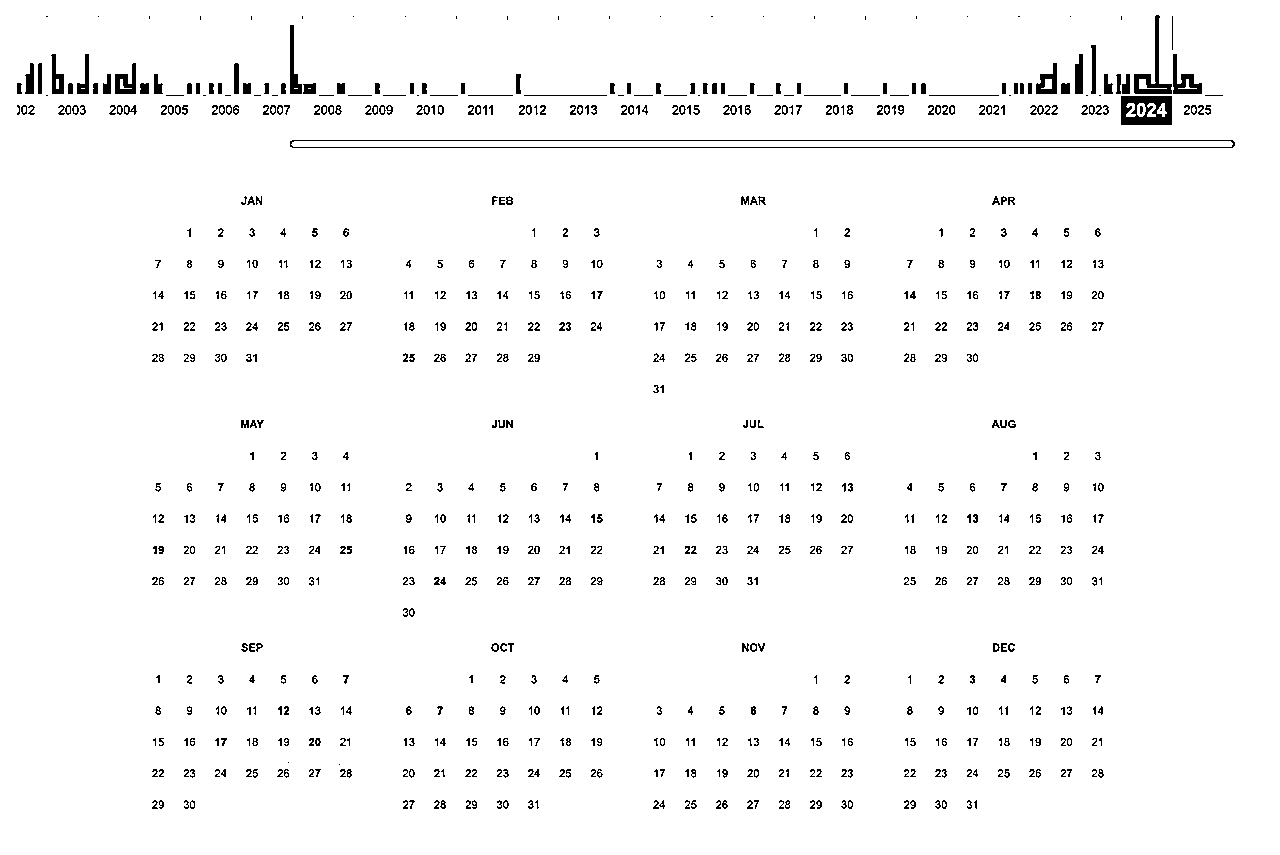 002 2003 2004 2005 2006 2007 2008 2009 2010 2011 2012 2013 2014 2015 2016 2017 2018 2019 2020 2021 2022 2023 2024 2025
JAN FEB MAR APR
1 2 3 4 5 6 1 2 3 1 2 1 2 3 4 5 6
7 8 9 10 11 12 13 4 5 6 7 8 9 10 3 4 5 6 7 8 9 7 8 9 10 11 12 13
14 15 16 17 18 19 20 11 12 13 14 15 16 17 10 11 12 13 14 15 16 14 15 16 17 18 19 20
21 22 23 24 25 26 27 18 19 20 21 22 23 24 17 18 19 20 21 22 23 21 22 23 24 25 26 27
28 29 30 31 25 26 27 28 29 24 25 26 27 28 29 30 28 29 30
31
MAY JUN JUL AUG
1 2 3 4 1 1 2 3 4 5 6 1 2 3
5 6 7 8 9 10 11 2 3 4 5 6 7 8 7 8 9 10 11 12 13 4 5 6 7 8 9 10
12 13 14 15 16 17 18 9 10 11 12 13 14 15 14 15 16 17 18 19 20 11 12 13 14 15 16 17
19 20 21 22 23 24 25 16 17 18 19 20 21 22 21 22 23 24 25 26 27 18 19 20 21 22 23 24
26 27 28 29 30 31 23 24 25 26 27 28 29 28 29 30 31 25 26 27 28 29 30 31
30
SEP OCT NOV DEC
1 2 3 4 5 6 7 1 2 3 4 5 1 2 1 2 3 4 5 6 7
8 9 10 11 12 13 14 6 7 8 9 10 11 12 3 4 5 6 7 8 9 8 9 10 11 12 13 14
15 16 17 18 19 20 21 13 14 15 16 17 18 19 10 11 12 13 14 15 16 15 16 17 18 19 20 21
22 23 24 25 26 27 28 20 21 22 23 24 25 26 17 18 19 20 21 22 23 22 23 24 25 26 27 28
29 30 27 28 29 30 31 24 25 26 27 28 29 30 29 30 31